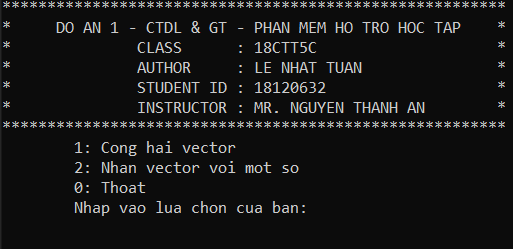 ********************************************************
* DO AN 1 - CTDL & GT - PHAN MEM HO TRO HOC TAP *
* CLASS : 18CTT5C *
* AUTHOR : LE NHAT TUAN *
* STUDENT ID : 18120632 *
* INSTRUCTOR : MR. NGUYEN THANH AN *
********************************************************
1: Cong hai vector
2: Nhan vector voi mot so
0: Thoat
Nhap vao lua chon cua ban: